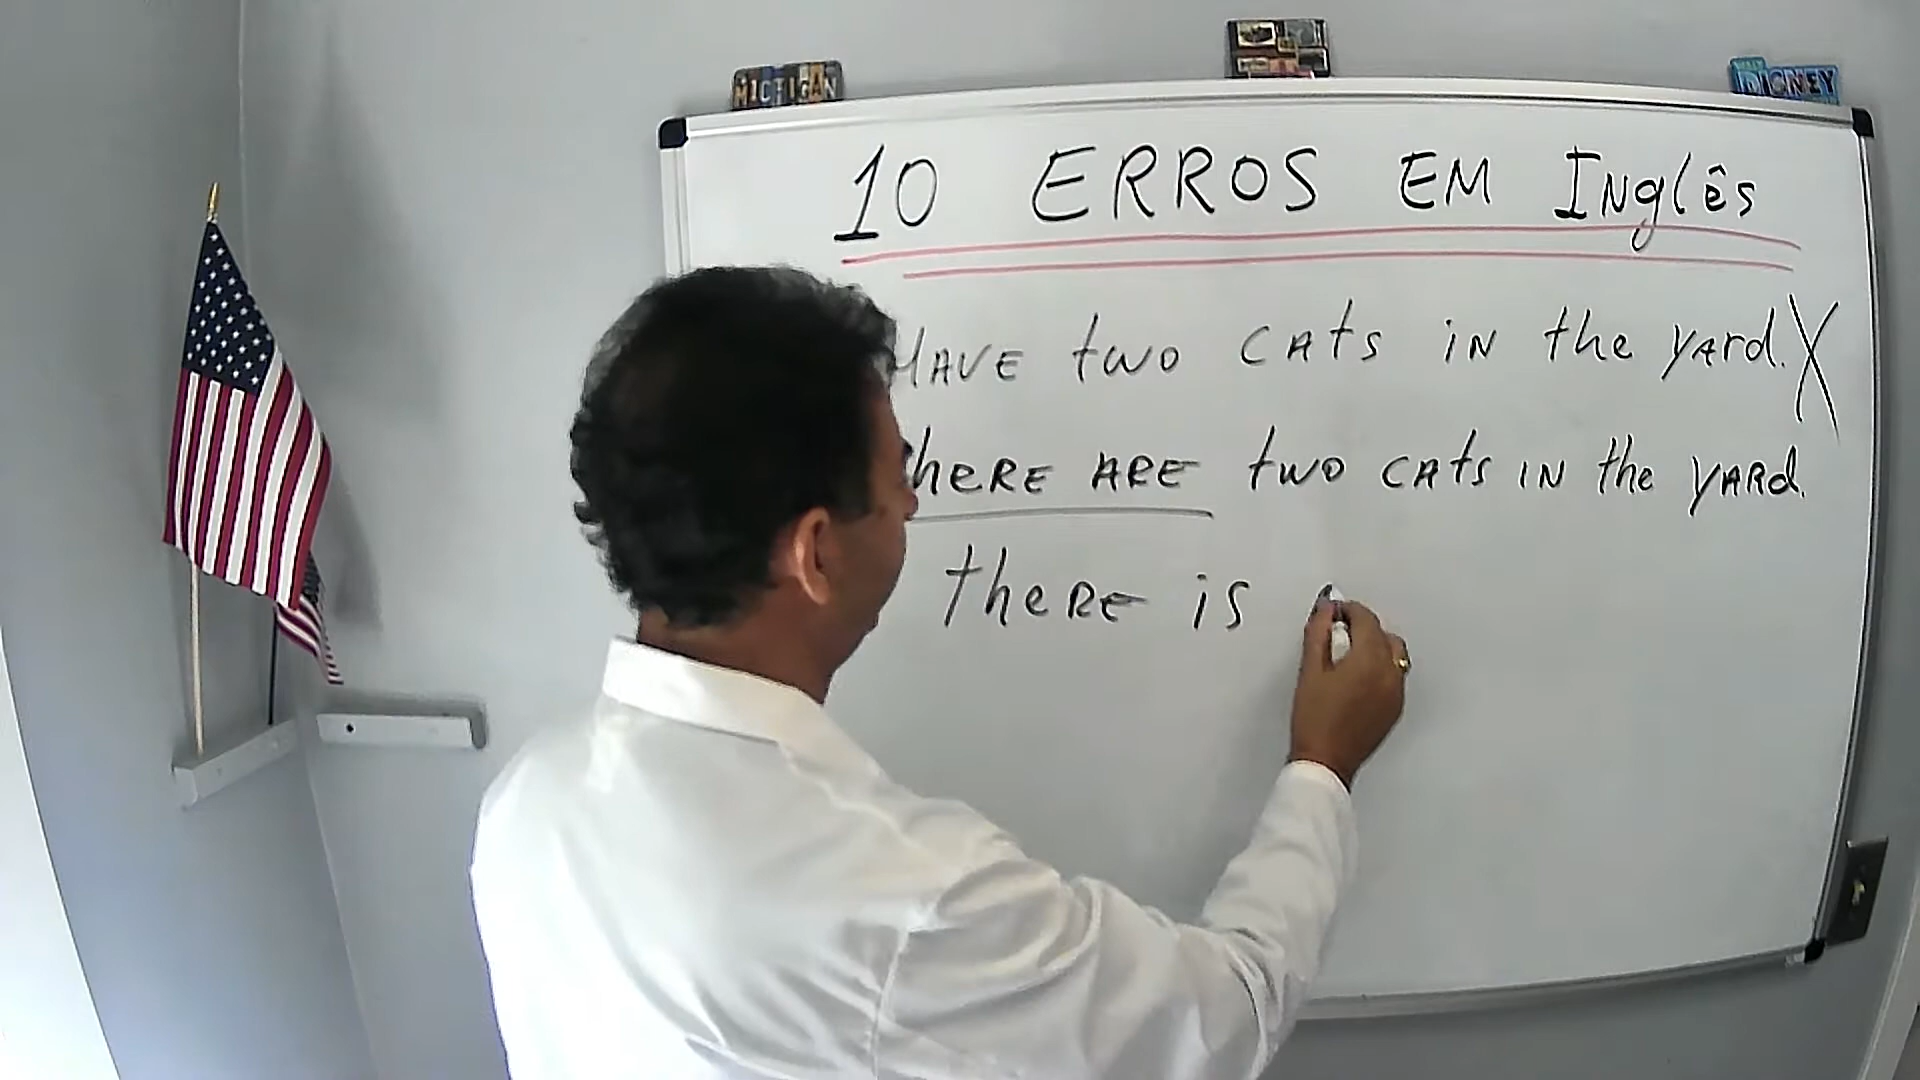 MICHIGAN
DISNEY
10 ERROS EM INglês
HAVE two CAts iN the yArd. X
there ARE two CAts IN the YARd.
there is